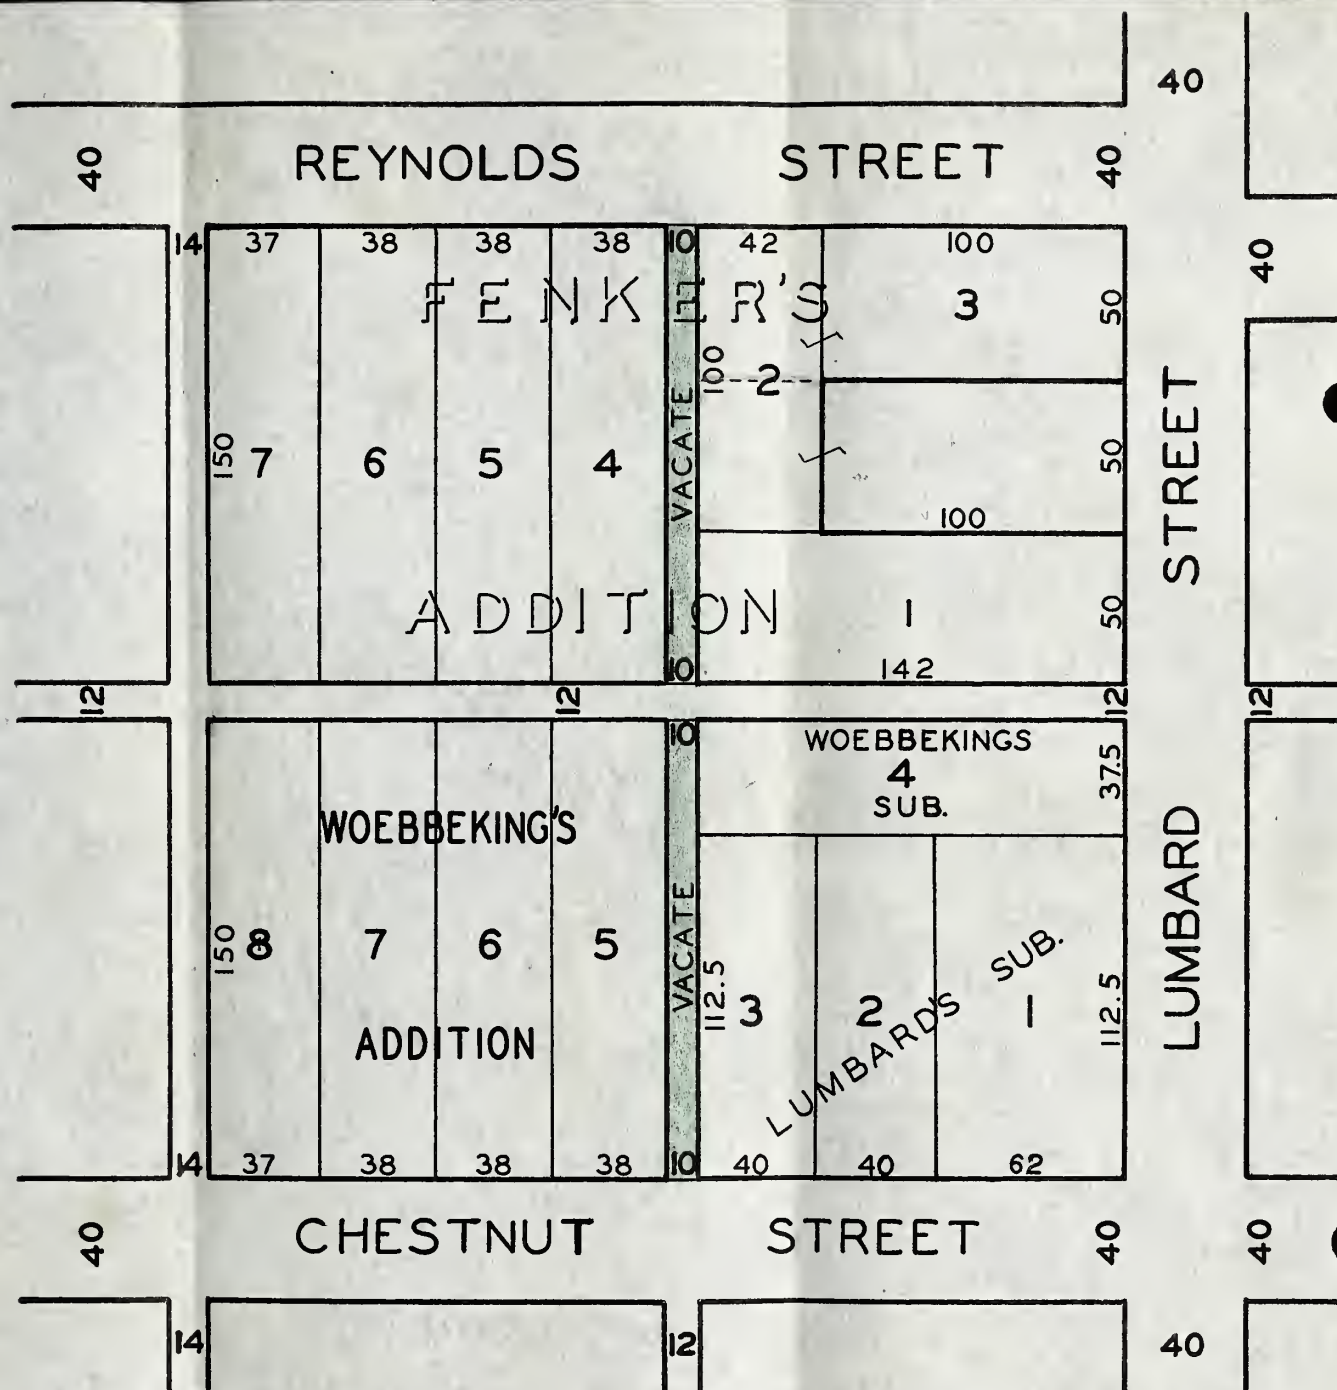 40
REYNOLDS STREET
40
40
14 37 38 38 38 10 42 100
40
FENKER'S
3
50
100
2
VACATE
150
7 6 5 4
50
100
STREET
ADDITION
1
50
10
142
12 12 12 12
10
WOEBBEKINGS
4
SUB.
37.5
WOEBBEKING'S
LUMBARD
VACATE
150
8 7 6 5
LUMBARD'S SUB.
112.5
3 2 1
112.5
ADDITION
14 37 38 38 38 10 40 40 62
40
CHESTNUT STREET
40 40
14 12 40